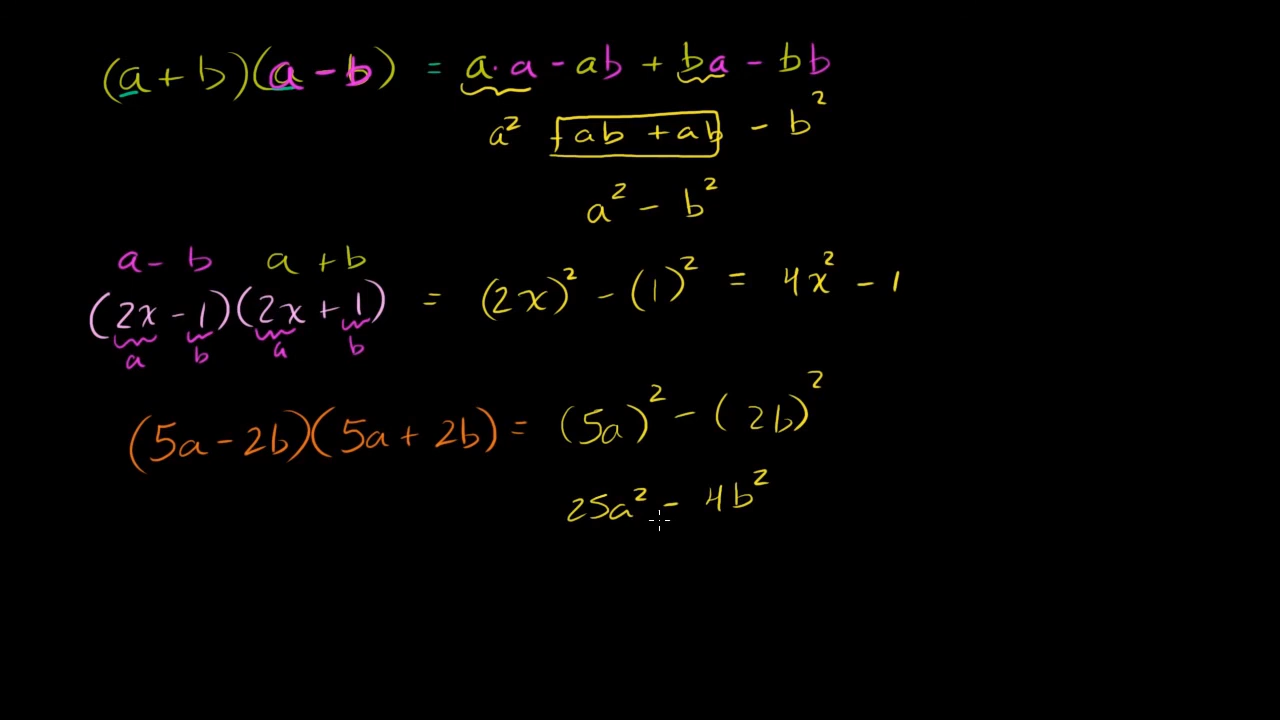 (a + b)(a - b) = a·a - ab + ba - bb
a² - ab + ab - b²
a² - b²
a - b a + b
(2x - 1)(2x + 1) = (2x)² - (1)² = 4x² - 1
a b a b
(5a - 2b)(5a + 2b) = (5a)² - (2b)²
25a² - 4b²